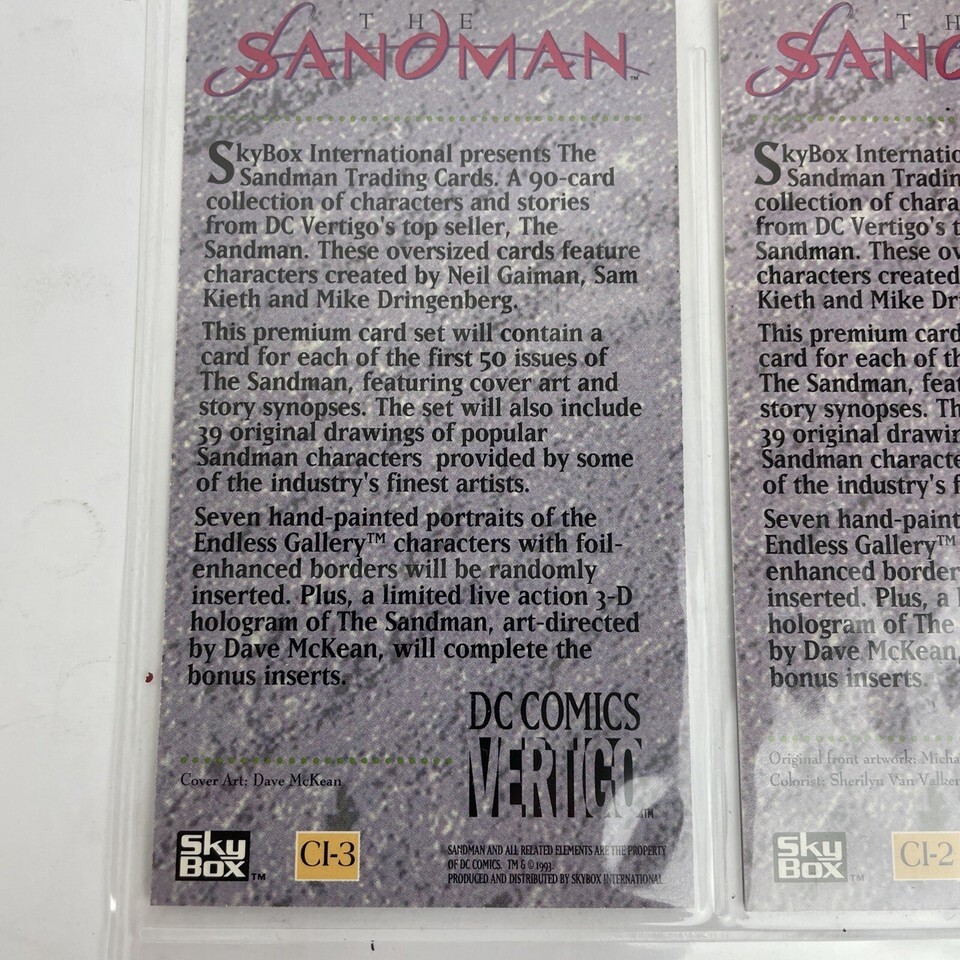 THE
SANDMAN™
SkyBox International presents The
Sandman Trading Cards. A 90-card
collection of characters and stories
from DC Vertigo's top seller, The
Sandman. These oversized cards feature
characters created by Neil Gaiman, Sam
Kieth and Mike Dringenberg.
This premium card set will contain a
card for each of the first 50 issues of
The Sandman, featuring cover art and
story synopses. The set will also include
39 original drawings of popular
Sandman characters provided by some
of the industry's finest artists.
Seven hand-painted portraits of the
Endless Gallery™ characters with foil-
enhanced borders will be randomly
inserted. Plus, a limited live action 3-D
hologram of The Sandman, art-directed
by Dave McKean, will complete the
bonus inserts.
DC COMICS
VERTIGO™
Cover Art: Dave McKean
SkyBox™
CI-3
SANDMAN AND ALL RELATED ELEMENTS ARE THE PROPERTY
OF DC COMICS. TM & © 1993.
PRODUCED AND DISTRIBUTED BY SKYBOX INTERNATIONAL
TH
SAND
SkyBox Internatio
Sandman Tradin
collection of chara
from DC Vertigo's t
Sandman. These ov
characters created
Kieth and Mike Dr
This premium card
card for each of th
The Sandman, feat
story synopses. Th
39 original drawin
Sandman characte
of the industry's f
Seven hand-paint
Endless Gallery™
enhanced border
inserted. Plus, a l
hologram of The
by Dave McKean,
bonus inserts.
Original front artwork: Micha
Colorist: Sherilyn Van Valken
SkyBox™
CI-2